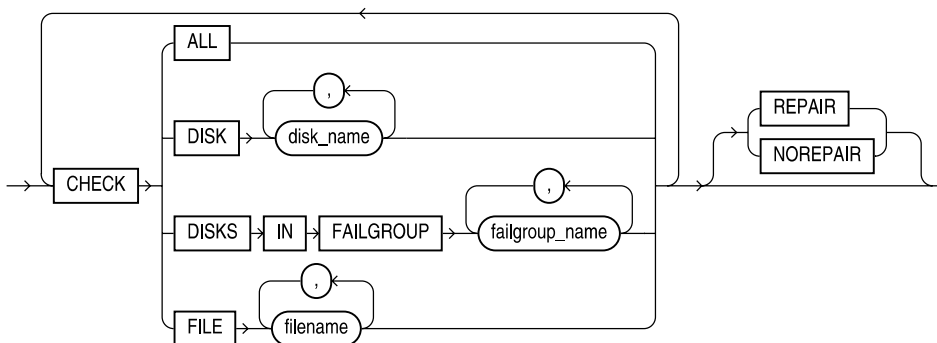 ALL
,
DISK
disk_name
REPAIR
NOREPAIR
CHECK
,
DISKS IN FAILGROUP failgroup_name
,
FILE
filename